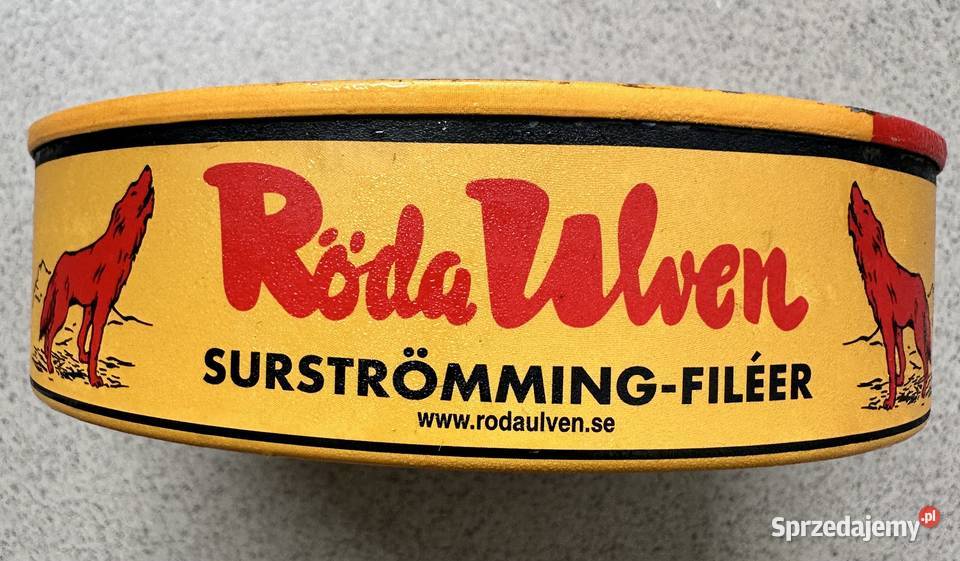 Röda Ulven
SURSTRÖMMING-FILÉER
www.rodaulven.se
Sprzedajemy.pl